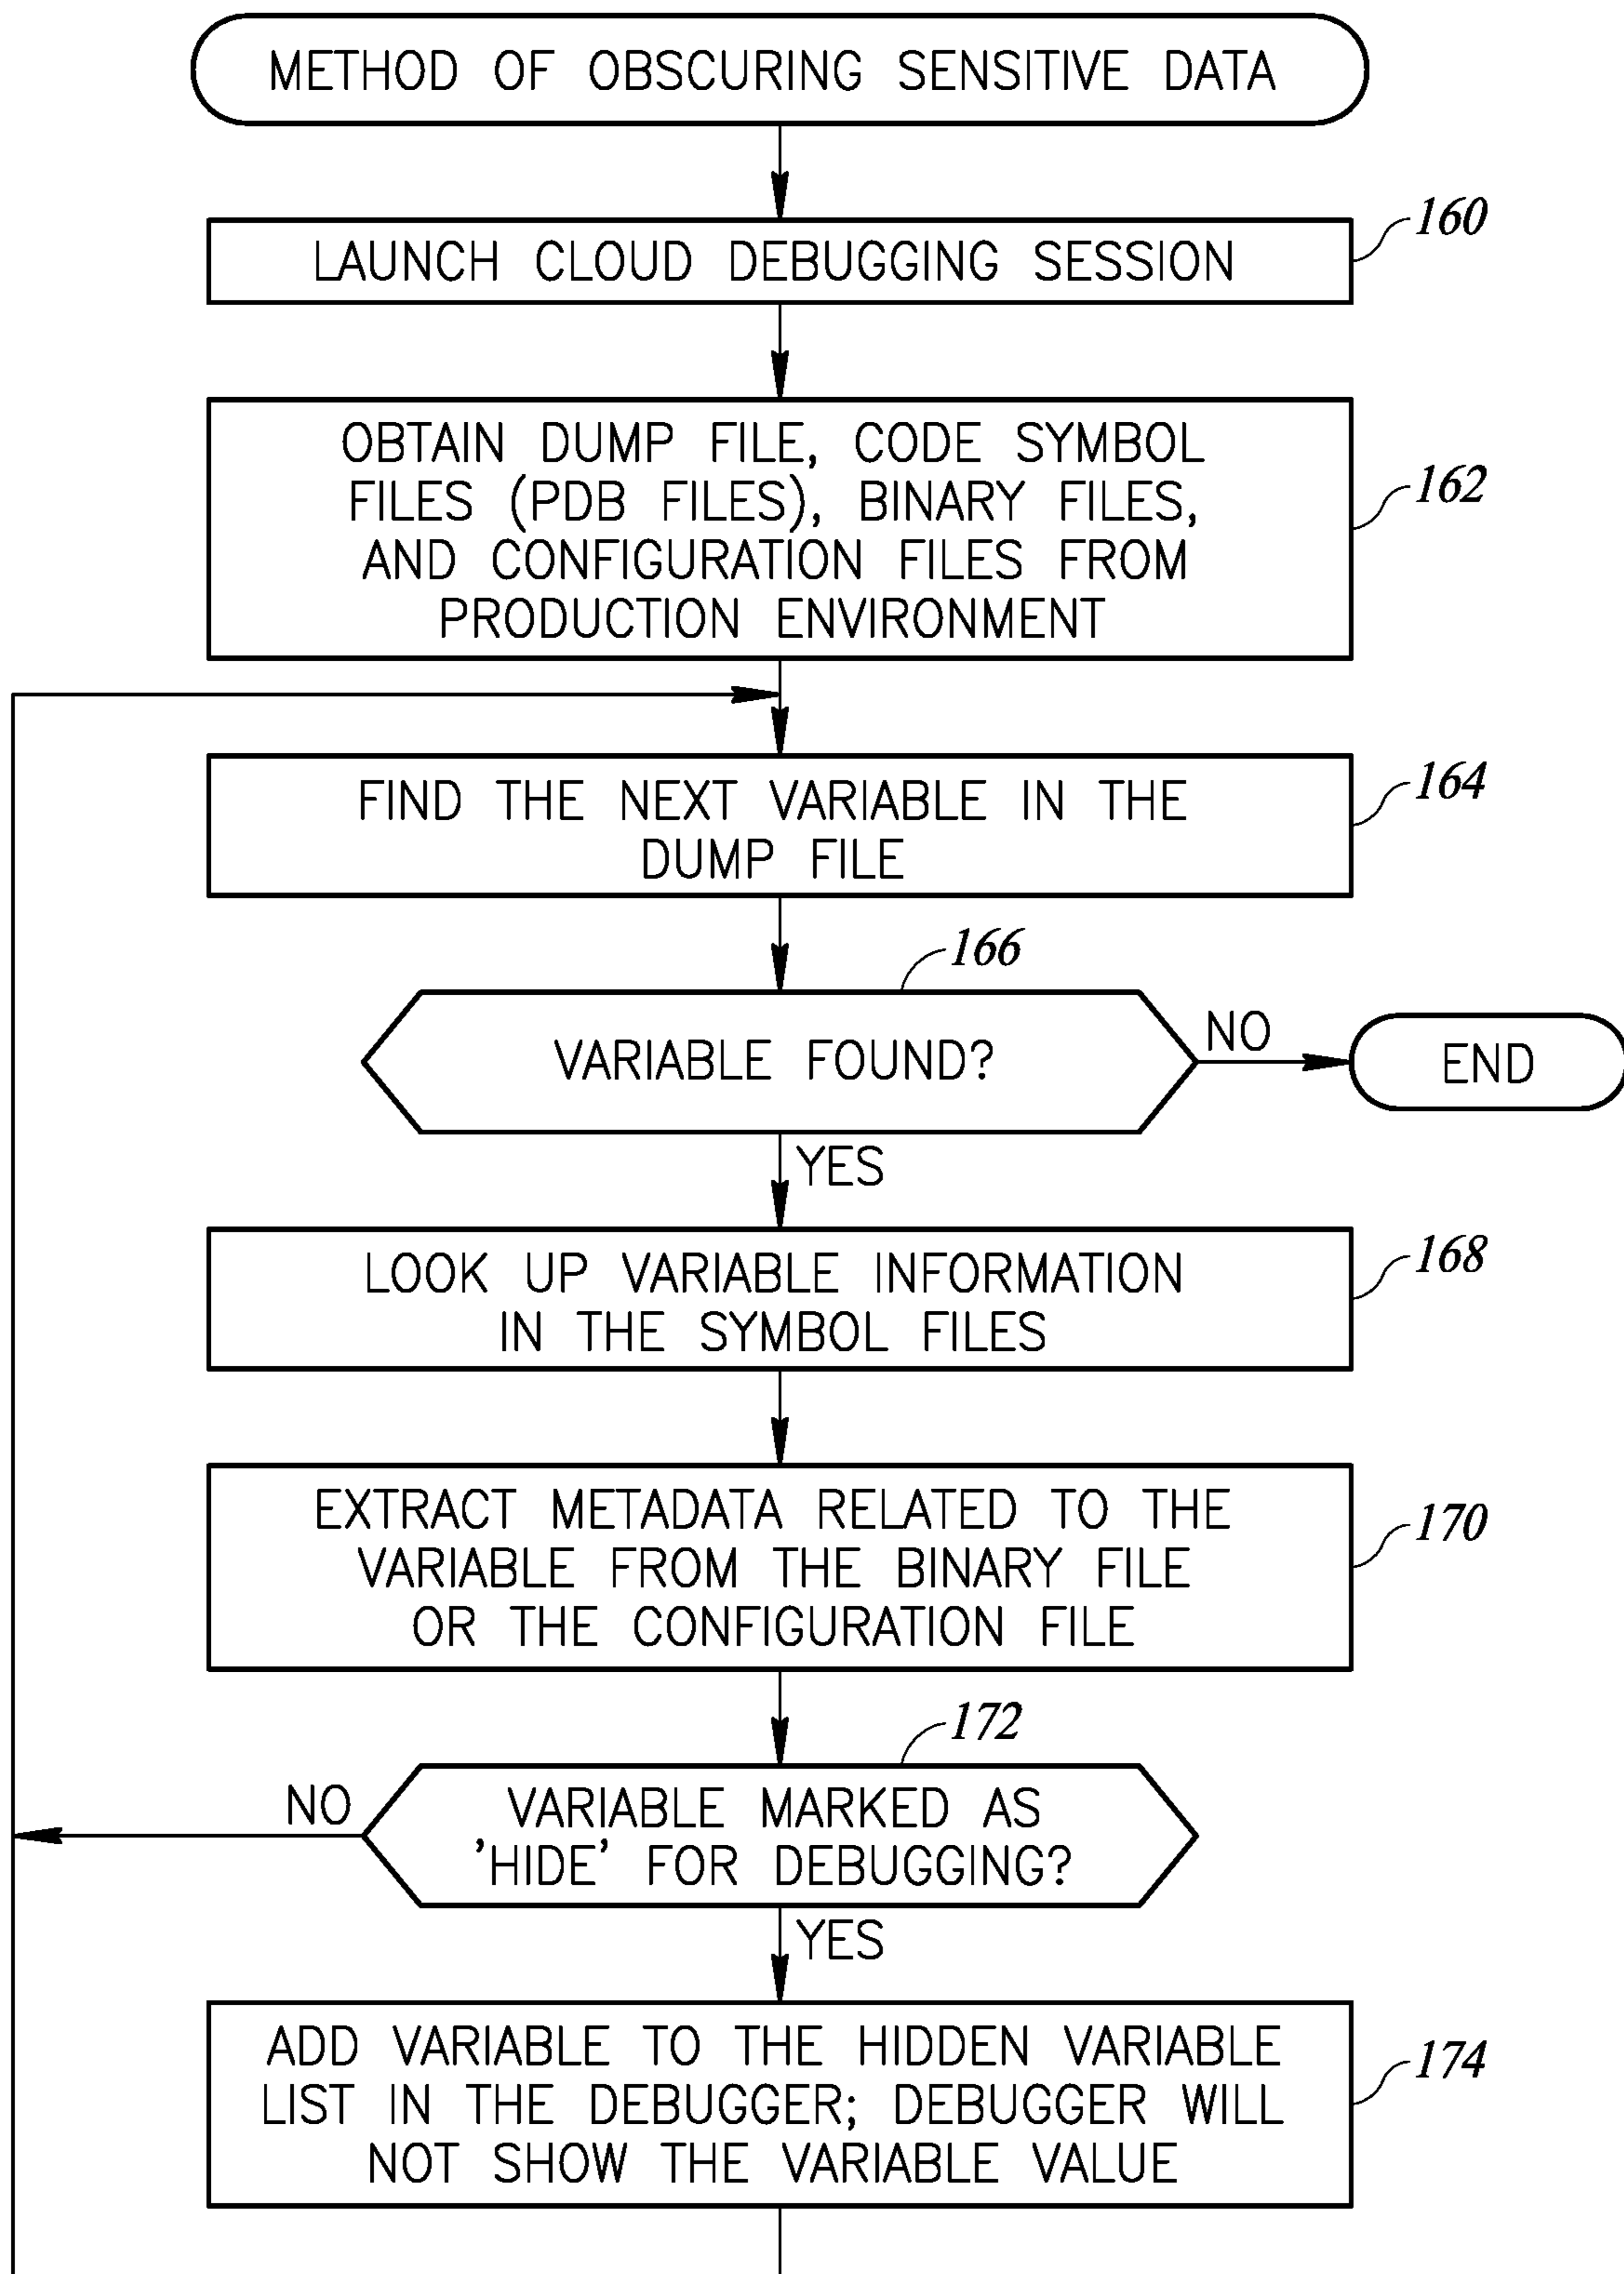 METHOD OF OBSCURING SENSITIVE DATA
160
LAUNCH CLOUD DEBUGGING SESSION
OBTAIN DUMP FILE, CODE SYMBOL
FILES (PDB FILES), BINARY FILES,
162
AND CONFIGURATION FILES FROM
PRODUCTION ENVIRONMENT
164
FIND THE NEXT VARIABLE IN THE
DUMP FILE
166
NO
VARIABLE FOUND?
END
YES
168
LOOK UP VARIABLE INFORMATION
IN THE SYMBOL FILES
EXTRACT METADATA RELATED TO THE
170
VARIABLE FROM THE BINARY FILE
OR THE CONFIGURATION FILE
172
NO
VARIABLE MARKED AS
'HIDE' FOR DEBUGGING?
YES
ADD VARIABLE TO THE HIDDEN VARIABLE
174
LIST IN THE DEBUGGER; DEBUGGER WILL
NOT SHOW THE VARIABLE VALUE